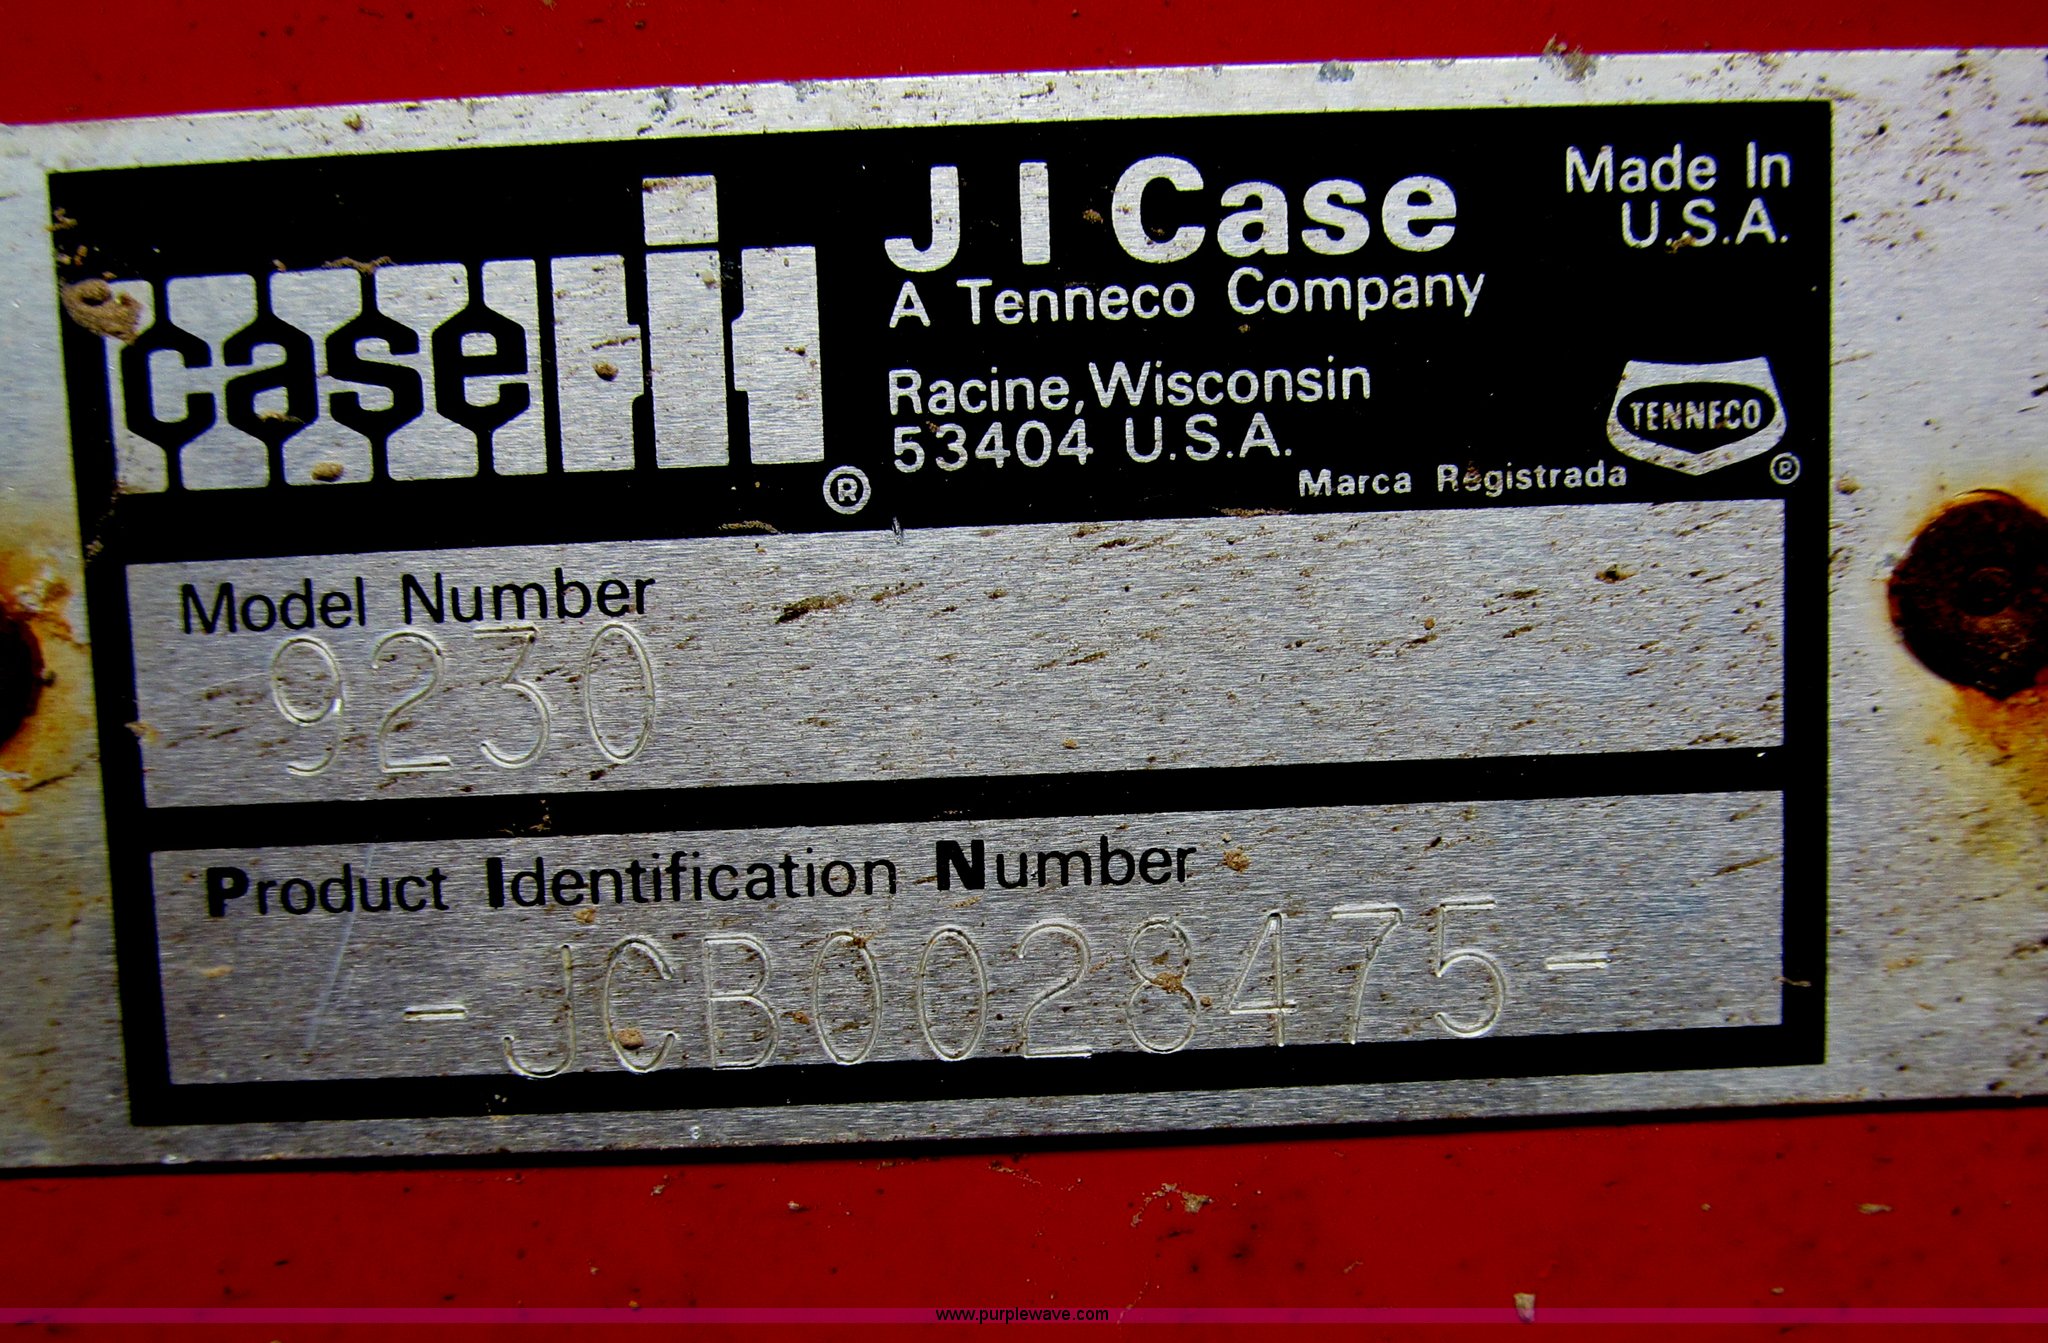 case iH ®
J I Case
A Tenneco Company
Racine, Wisconsin
53404 U.S.A.
Made In
U.S.A.
TENNECO ®
Marca Registrada
Model Number
9230
Product Identification Number
-JCB0028475-
www.purplewave.com